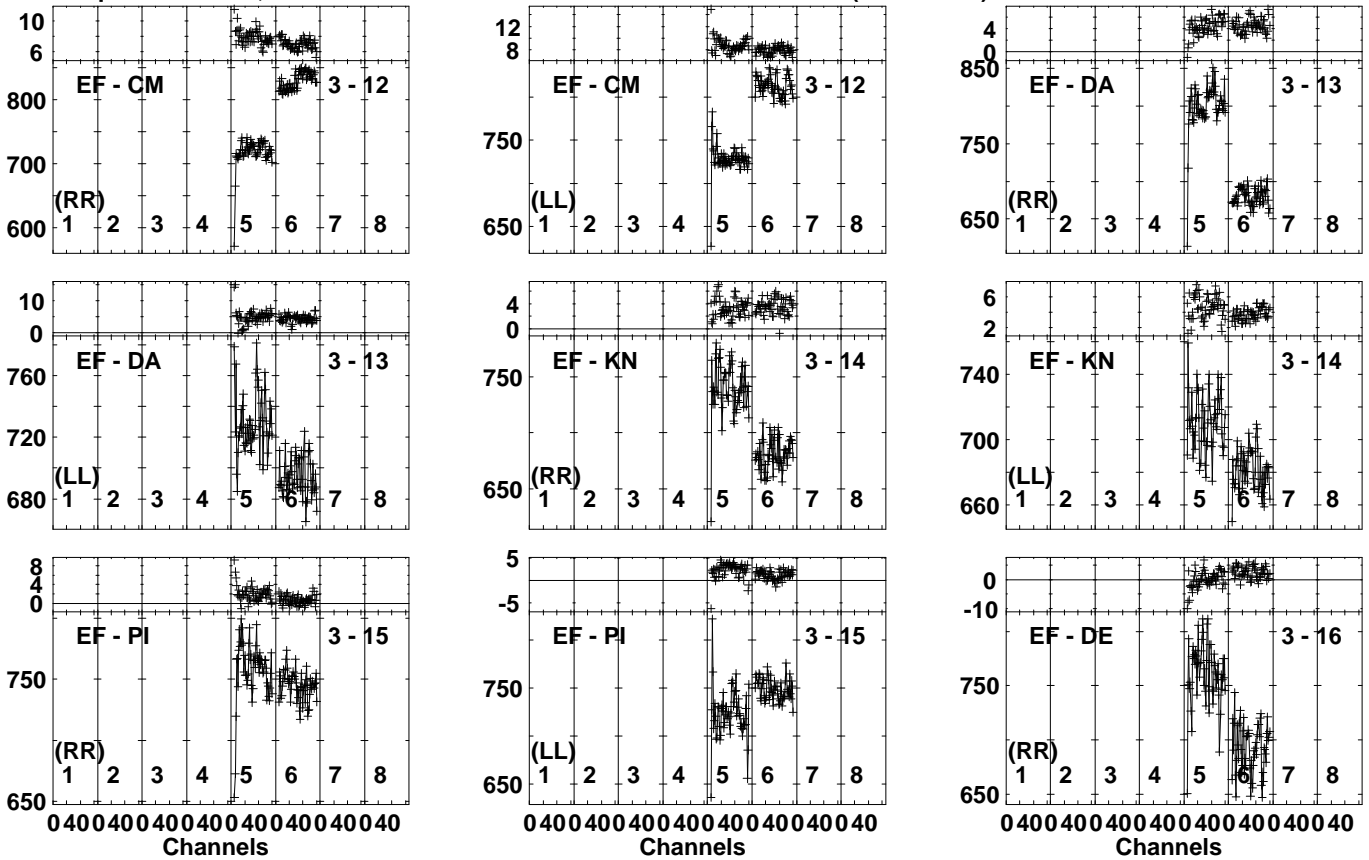 10
6
EF - CM 3 - 12
800
700
(RR)
600
1 2 3 4 5 6 7 8
12
8
EF - CM 3 - 12
750
(LL)
650
1 2 3 4 5 6 7 8
4
0
850
EF - DA 3 - 13
(RR)
650
1 2 3 4 5 6 7 8
10
0
760
EF - DA 3 - 13
720
(LL)
680
1 2 3 4 5 6 7 8
4
0
EF - KN 3 - 14
750
(RR)
650
1 2 3 4 5 6 7 8
6
2
740
EF - KN 3 - 14
700
(LL)
660
1 2 3 4 5 6 7 8
8
4
0
EF - PI 3 - 15
750
(RR)
650
1 2 3 4 5 6 7 8
0 40 0 40 0 40 0 40 0 40 0 40 0 40 0 40
Channels
5
-5
EF - PI 3 - 15
750
(LL)
650
1 2 3 4 5 6 7 8
0 40 0 40 0 40 0 40 0 40 0 40 0 40 0 40
Channels
0
-10
EF - DE 3 - 16
750
(RR)
650
1 2 3 4 5 6 7 8
0 40 0 40 0 40 0 40 0 40 0 40 0 40 0 40
Channels